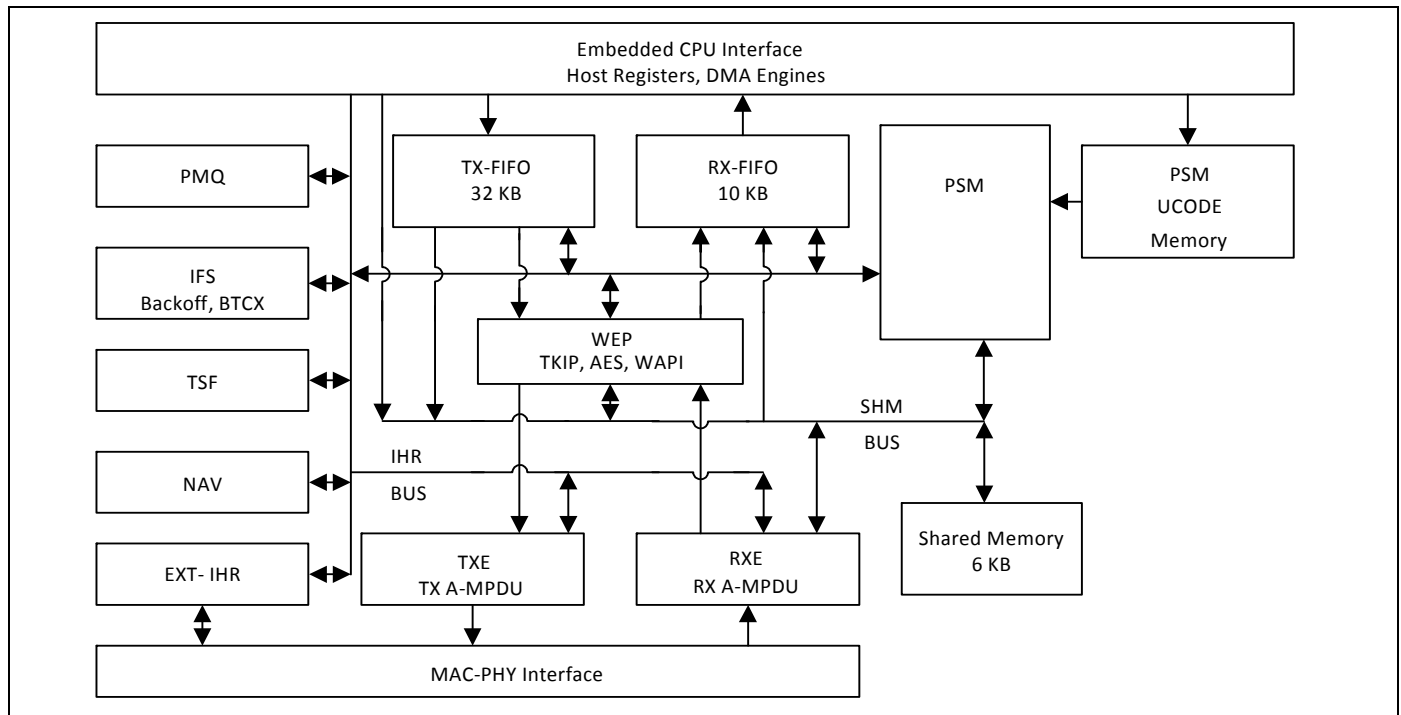 Embedded CPU Interface
Host Registers, DMA Engines
PMQ
TX-FIFO
32 KB
RX-FIFO
10 KB
PSM
PSM
UCODE
Memory
IFS
Backoff, BTCX
WEP
TKIP, AES, WAPI
TSF
SHM
BUS
IHR
BUS
NAV
Shared Memory
6 KB
EXT- IHR
TXE
TX A-MPDU
RXE
RX A-MPDU
MAC-PHY Interface